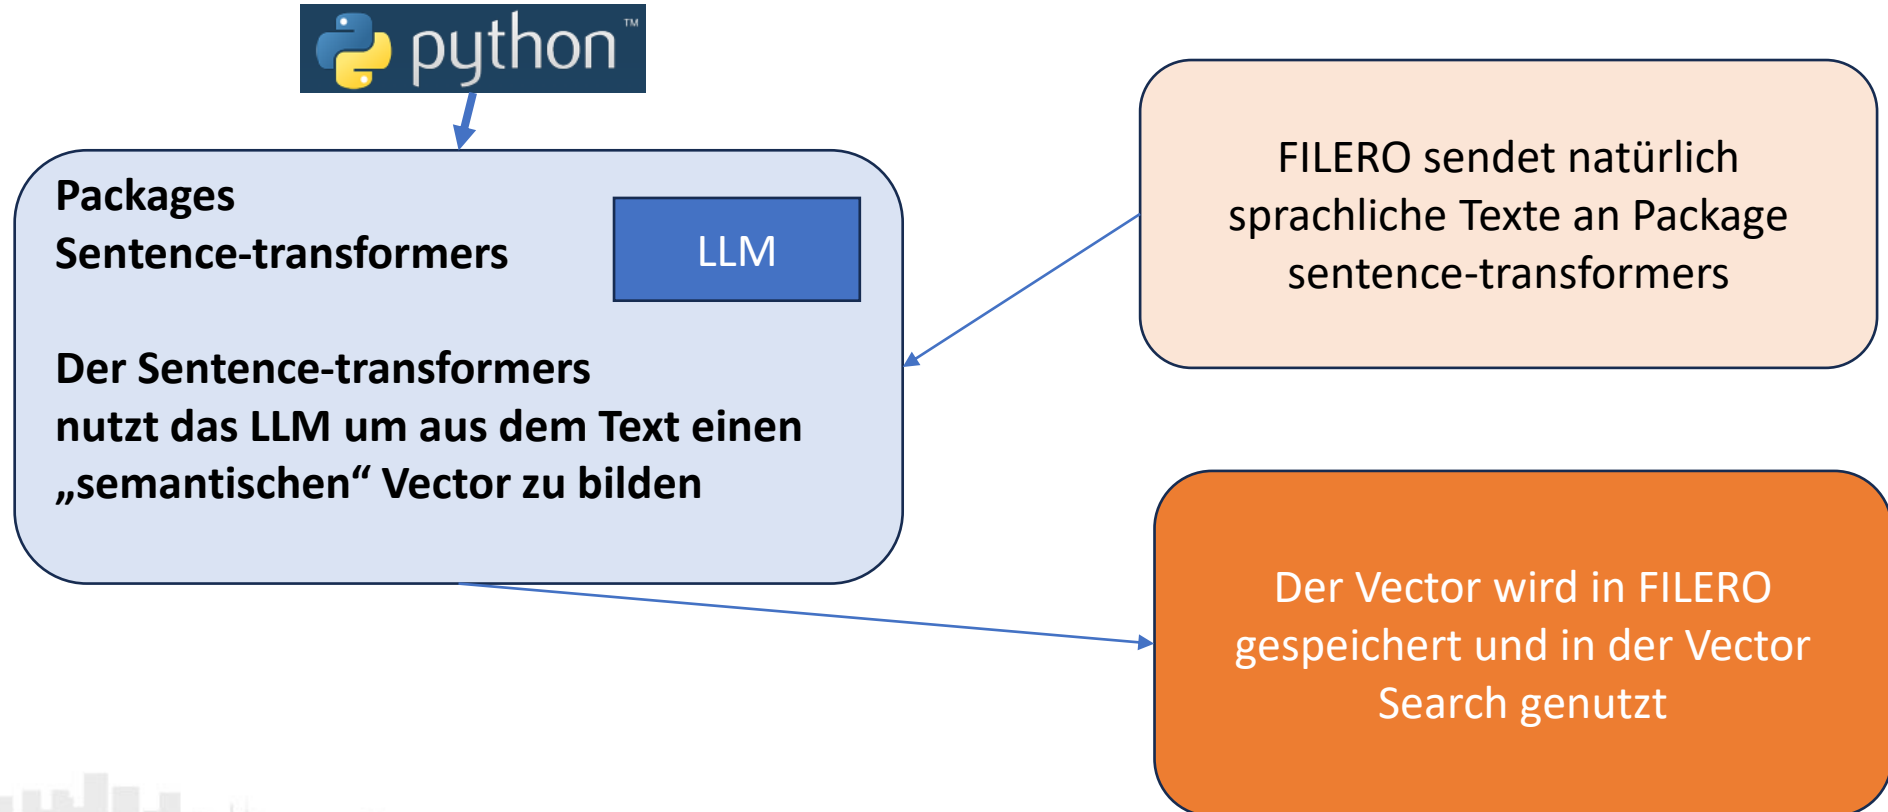 python™
Packages
Sentence-transformers
LLM
Der Sentence-transformers
nutzt das LLM um aus dem Text einen
„semantischen“ Vector zu bilden
FILERO sendet natürlich
sprachliche Texte an Package
sentence-transformers
Der Vector wird in FILERO
gespeichert und in der Vector
Search genutzt